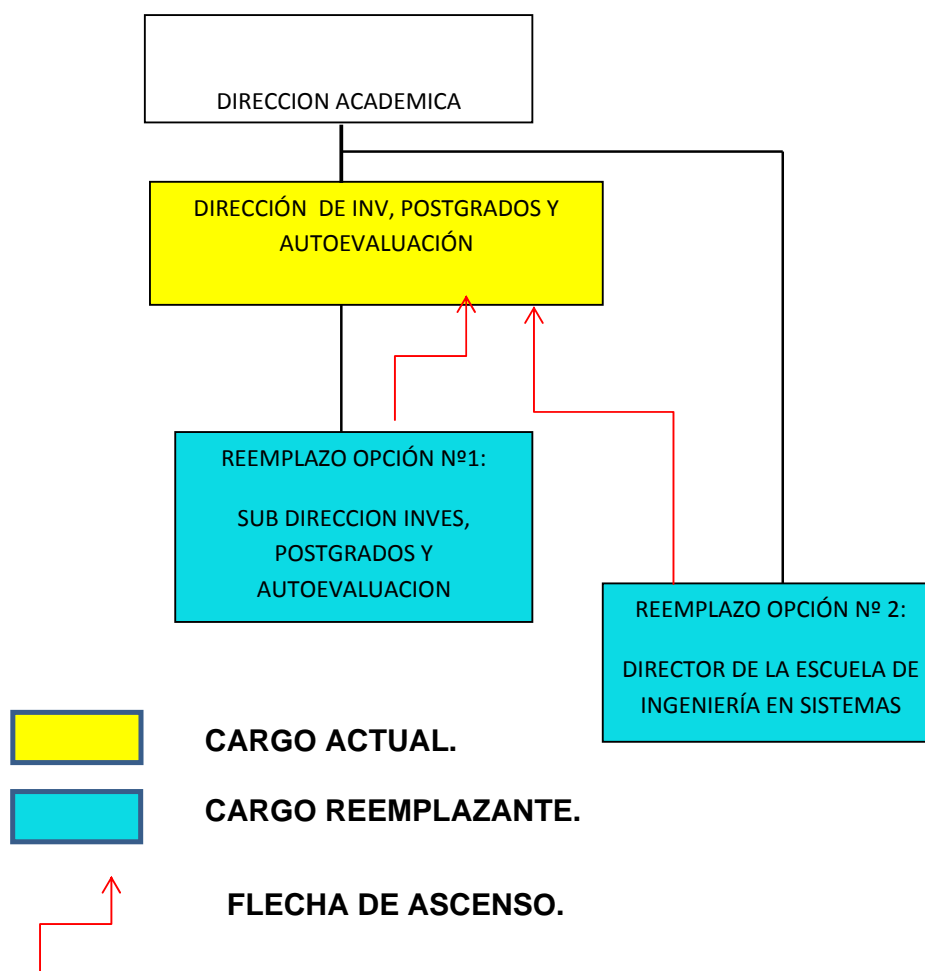 DIRECCION ACADEMICA
DIRECCIÓN  DE INV, POSTGRADOS Y
AUTOEVALUACIÓN
REEMPLAZO OPCIÓN Nº1:
SUB DIRECCION INVES,
POSTGRADOS Y
AUTOEVALUACION
REEMPLAZO OPCIÓN Nº 2:
DIRECTOR DE LA ESCUELA DE
INGENIERÍA EN SISTEMAS
CARGO ACTUAL.
CARGO REEMPLAZANTE.
FLECHA DE ASCENSO.